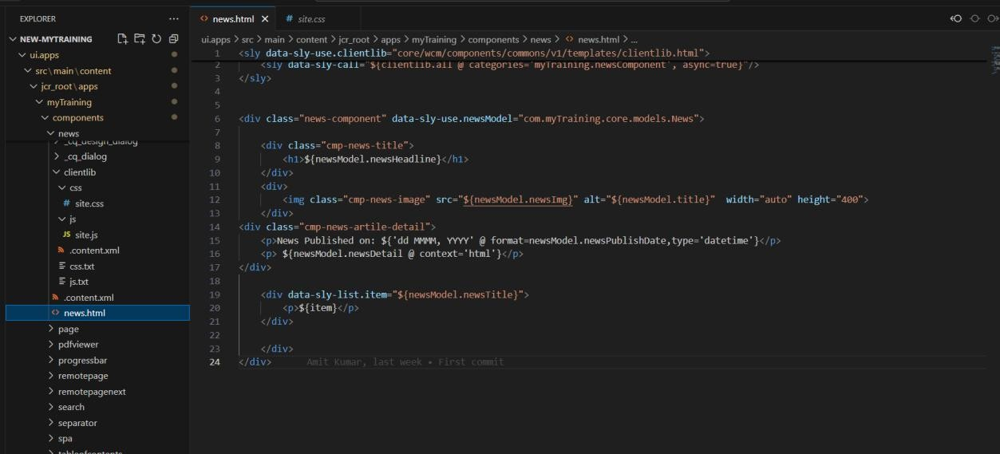 EXPLORER
NEW-MYTRAINING
ui.apps
src\main\content
jcr_root\apps
myTraining
components
news
_cq_design_dialog
_cq_dialog
clientlib
css
# site.css
js
JS site.js
.content.xml
css.txt
js.txt
.content.xml
<> news.html
page
pdfviewer
progressbar
remotepage
remotepagenext
search
separator
spa
tableofcontents
<> news.html
# site.css
ui.apps > src > main > content > jcr_root > apps > myTraining > components > news > <> news.html > ...
1 <sly data-sly-use.clientlib="core/wcm/components/commons/v1/templates/clientlib.html">
2 <sly data-sly-call="${clientlib.all @ categories='myTraining.newsComponent', async=true}"/>
3 </sly>
4
5
6 <div class="news-component" data-sly-use.newsModel="com.myTraining.core.models.News">
7
8 <div class="cmp-news-title">
9 <h1>${newsModel.newsHeadline}</h1>
10 </div>
11 <div>
12 <img class="cmp-news-image" src="${newsModel.newsImg}" alt="${newsModel.title}"  width="auto" height="400">
13 </div>
14 <div class="cmp-news-artile-detail">
15 <p>News Published on: ${'dd MMMM, YYYY' @ format=newsModel.newsPublishDate,type='datetime'}</p>
16 <p> ${newsModel.newsDetail @ context='html'}</p>
17 </div>
18
19 <div data-sly-list.item="${newsModel.newsTitle}">
20 <p>${item}</p>
21 </div>
22
23 </div>
24 </div> Amit Kumar, last week • First commit